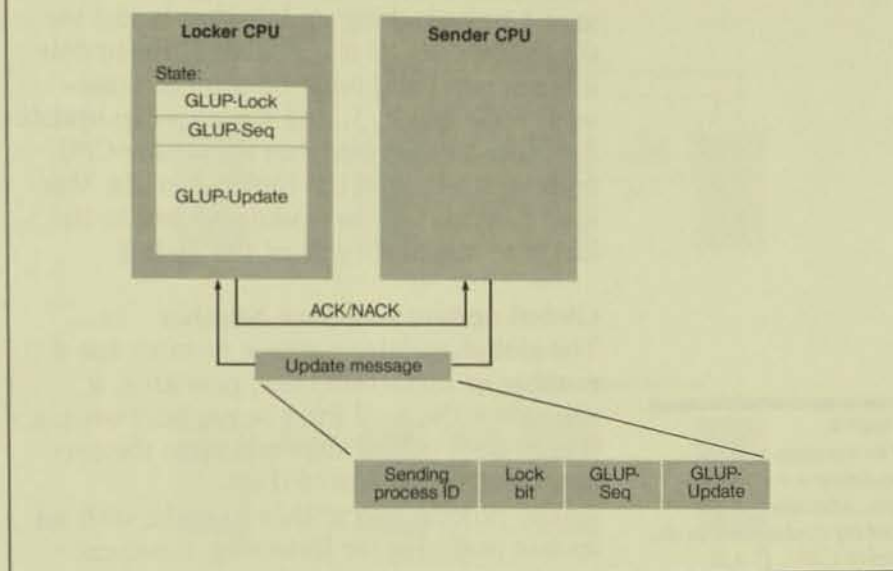 Locker CPU
Sender CPU
State:
GLUP-Lock
GLUP-Seq
GLUP-Update
ACK/NACK
Update message
Sending
process ID
Lock
bit
GLUP-
Seq
GLUP-
Update